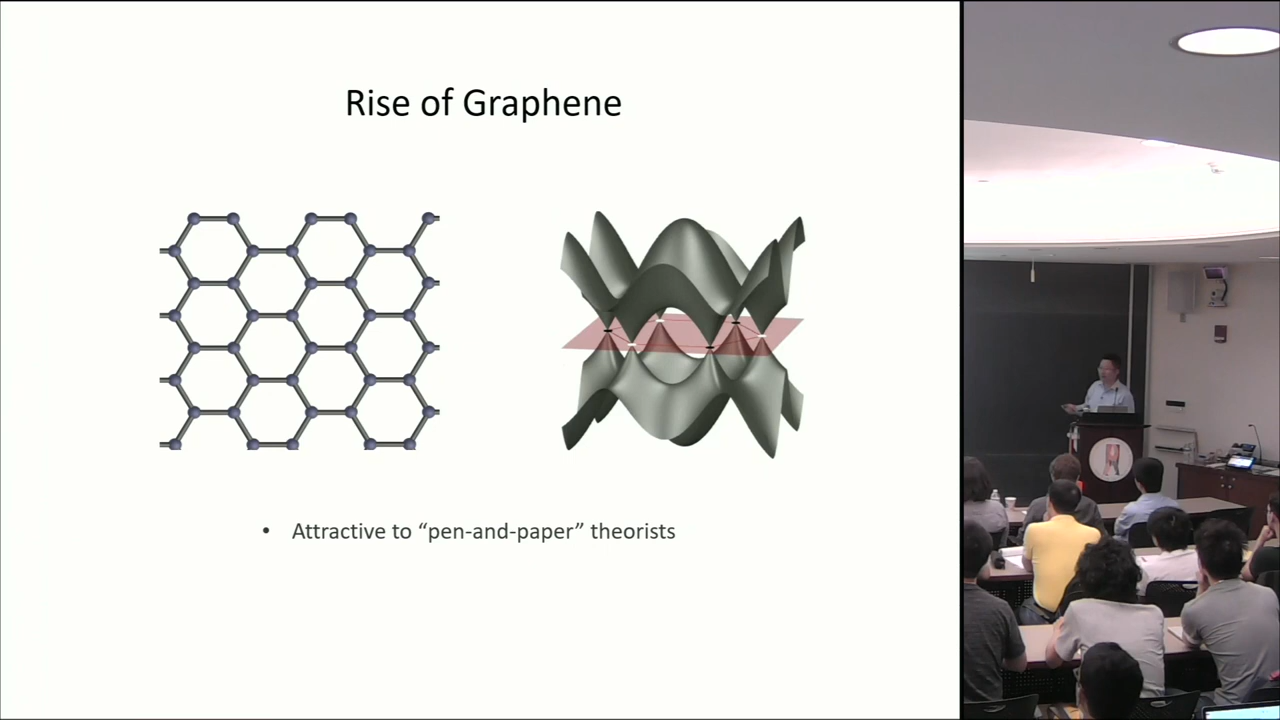 Rise of Graphene
• Attractive to “pen-and-paper” theorists